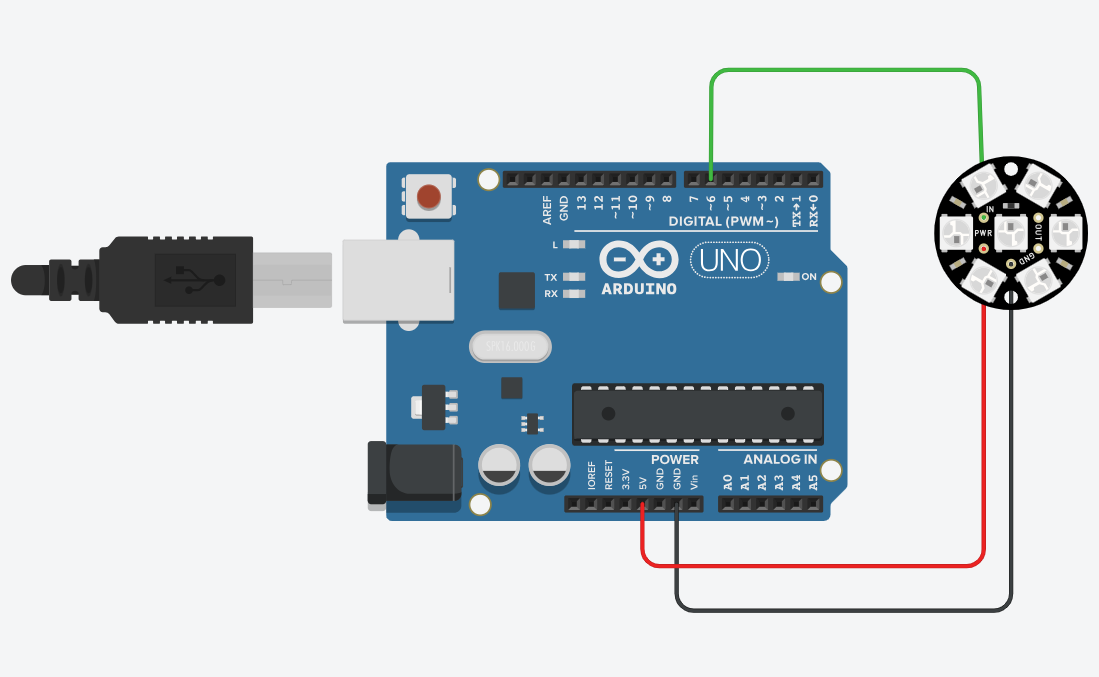 AREF
GND
13
12
~11
~10
~9
8
7
~6
~5
4
~3
2
TX→1
RX←0
DIGITAL (PWM ~)
L
TX
RX
ARDUINO
UNO
ON
IN
PWR
OUT
GND
POWER
ANALOG IN
IOREF
RESET
3.3V
5V
GND
GND
Vin
A0
A1
A2
A3
A4
A5